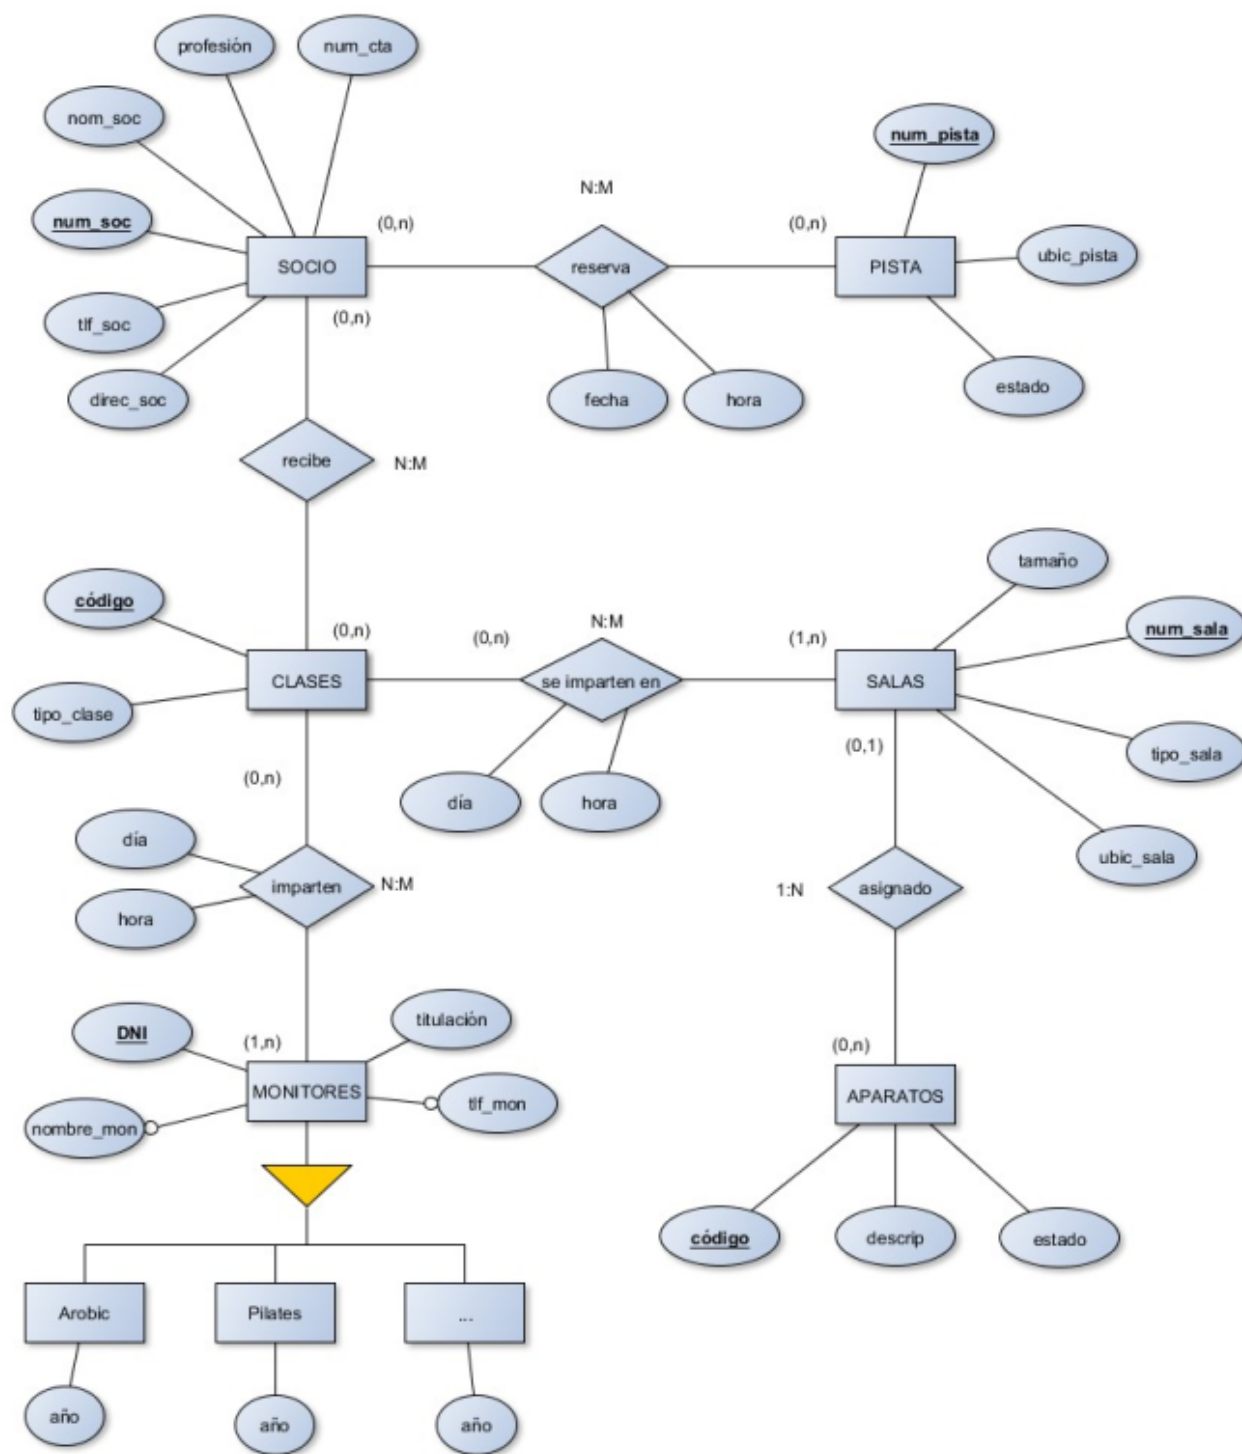 profesión
num_cta
nom_soc
num_pista
N:M
num_soc
(0,n)
(0,n)
SOCIO
reserva
PISTA
ubic_pista
tlf_soc
(0,n)
direc_soc
fecha
hora
estado
recibe
N:M
tamaño
código
(0,n)
(0,n)
N:M
(1,n)
num_sala
CLASES
se imparten en
SALAS
tipo_clase
(0,n)
(0,1)
tipo_sala
día
hora
día
ubic_sala
imparten
N:M
1:N
asignado
hora
DNI
titulación
(1,n)
(0,n)
MONITORES
tlf_mon
APARATOS
nombre_mon
código
descrip
estado
Arobic
Pilates
...
año
año
año